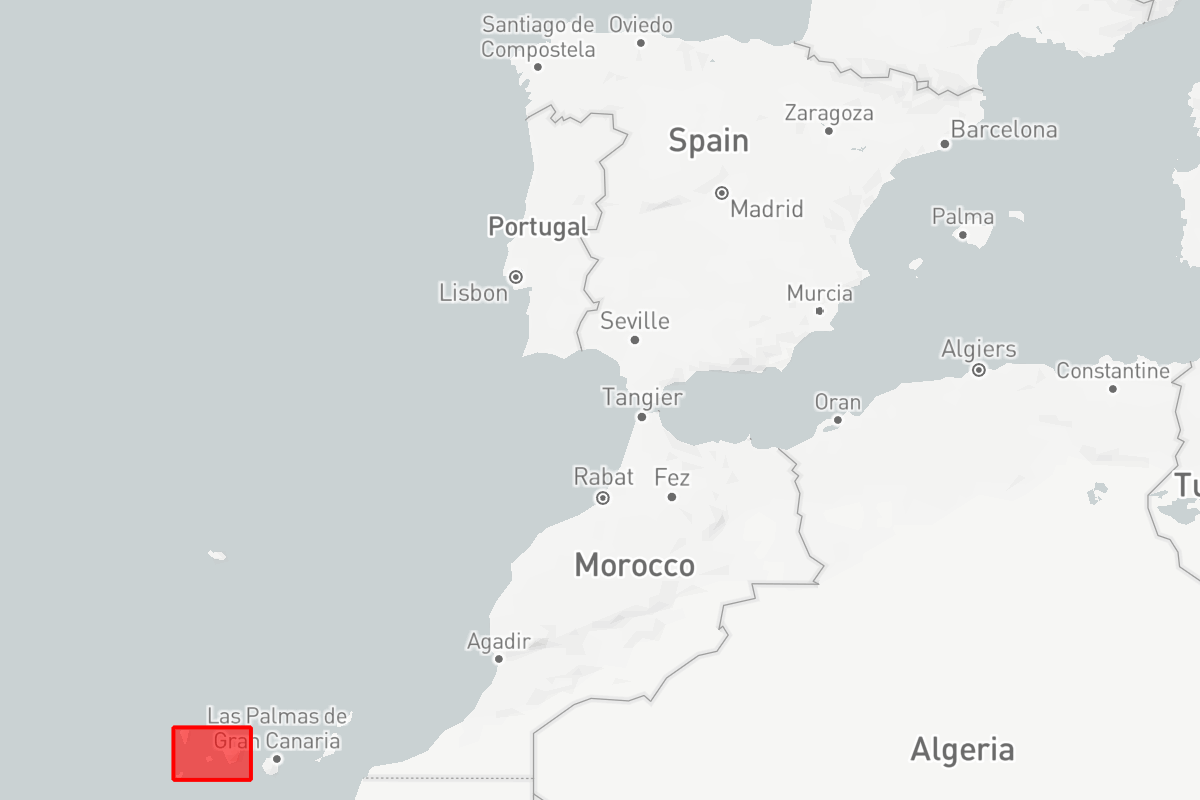 Santiago de
Compostela
Oviedo
Zaragoza
Barcelona
Spain
Madrid
Palma
Portugal
Lisbon
Murcia
Seville
Algiers
Constantine
Tangier
Oran
Rabat
Fez
Tu
Morocco
Agadir
Las Palmas de
Gran Canaria
Algeria